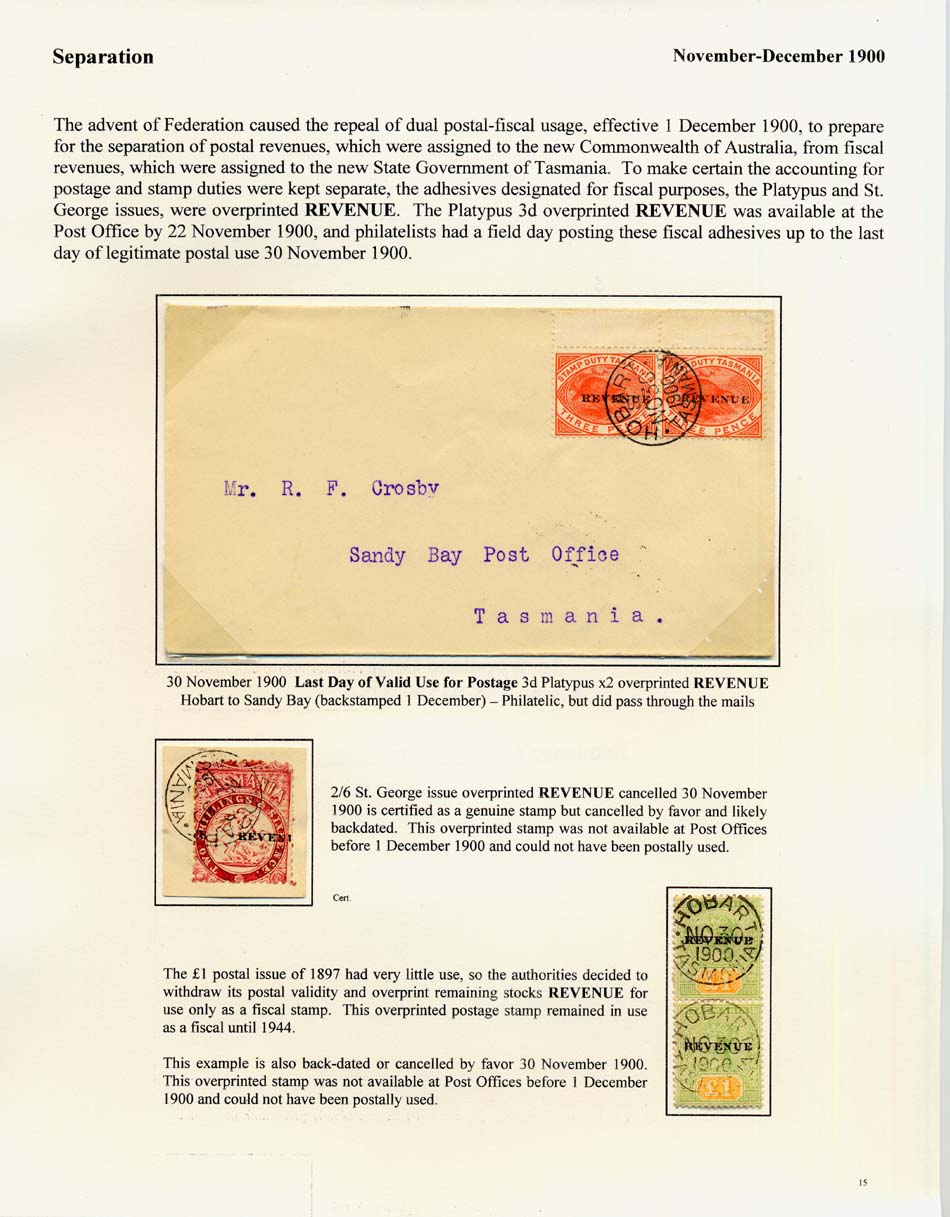 Separation
November-December 1900
The advent of Federation caused the repeal of dual postal-fiscal usage, effective 1 December 1900, to prepare
for the separation of postal revenues, which were assigned to the new Commonwealth of Australia, from fiscal
revenues, which were assigned to the new State Government of Tasmania. To make certain the accounting for
postage and stamp duties were kept separate, the adhesives designated for fiscal purposes, the Platypus and St.
George issues, were overprinted REVENUE. The Platypus 3d overprinted REVENUE was available at the
Post Office by 22 November 1900, and philatelists had a field day posting these fiscal adhesives up to the last
day of legitimate postal use 30 November 1900.
STAMP DUTY TASMANIA
REVENUE
THREE PENCE
DUTY TASMANIA
REVENUE
THREE PENCE
HOBART
1900
TASMANIA
Mr. R. F. Crosby
Sandy Bay Post Office
Tasmania.
30 November 1900 Last Day of Valid Use for Postage 3d Platypus x2 overprinted REVENUE
Hobart to Sandy Bay (backstamped 1 December) – Philatelic, but did pass through the mails
TASMANIA
REVENU
2/6 St. George issue overprinted REVENUE cancelled 30 November
1900 is certified as a genuine stamp but cancelled by favor and likely
backdated. This overprinted stamp was not available at Post Offices
before 1 December 1900 and could not have been postally used.
Cert.
HOBART
NO 30
REVENUE
1900
TASMANIA
£1
HOBART
REVENUE
NO 30
1900
£1
The £1 postal issue of 1897 had very little use, so the authorities decided to
withdraw its postal validity and overprint remaining stocks REVENUE for
use only as a fiscal stamp. This overprinted postage stamp remained in use
as a fiscal until 1944.
This example is also back-dated or cancelled by favor 30 November 1900.
This overprinted stamp was not available at Post Offices before 1 December
1900 and could not have been postally used.
15